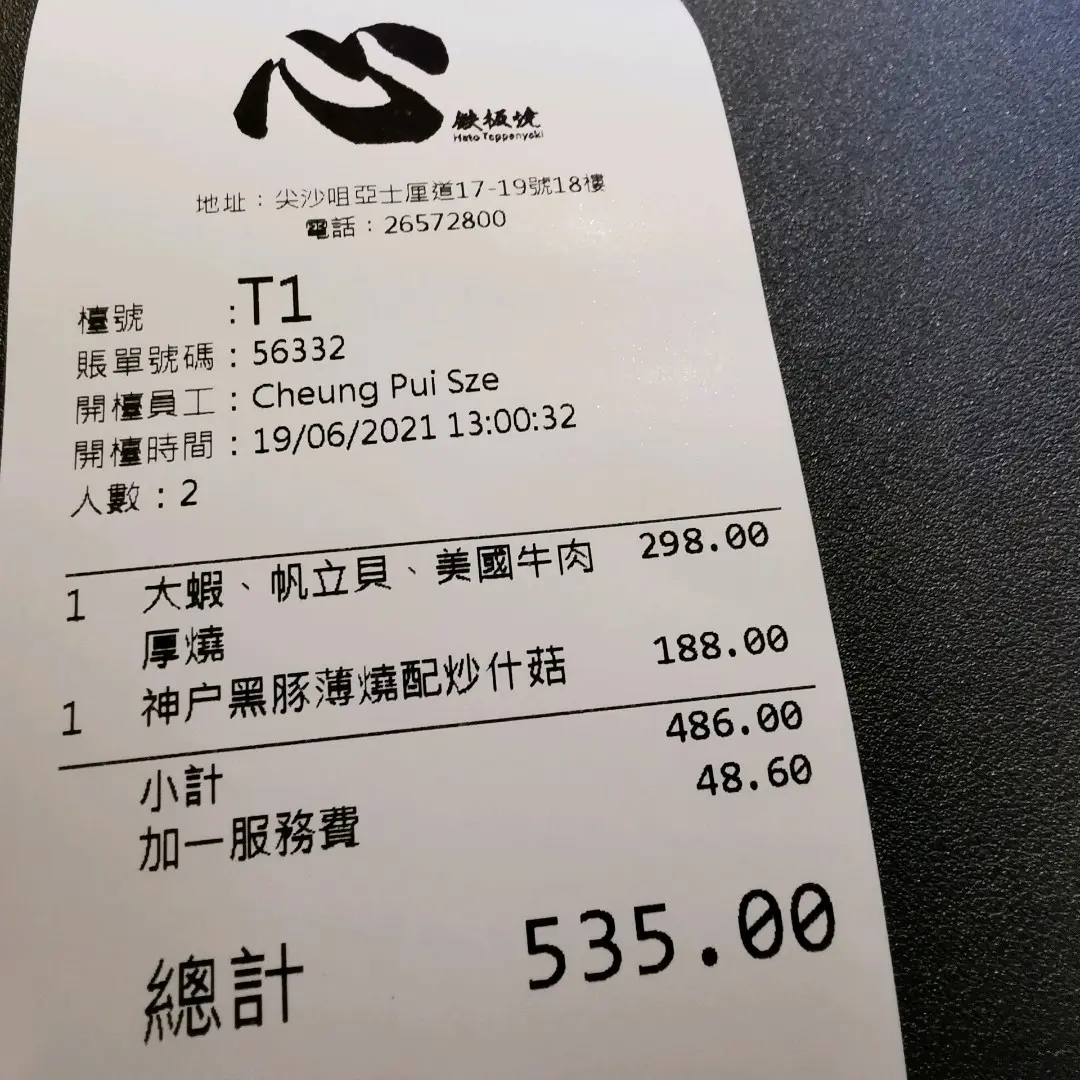 心
鉄板焼
Hato Teppenyaki
地址：尖沙咀亞士厘道17-19號18樓
電話：26572800
檯號 :T1
賬單號碼：56332
開檯員工：Cheung Pui Sze
開檯時間：19/06/2021 13:00:32
人數：2
1 大蝦、帆立貝、美國牛肉 298.00
厚燒
1 神户黑豚薄燒配炒什菇 188.00
小計 486.00
加一服務費 48.60
總計 535.00